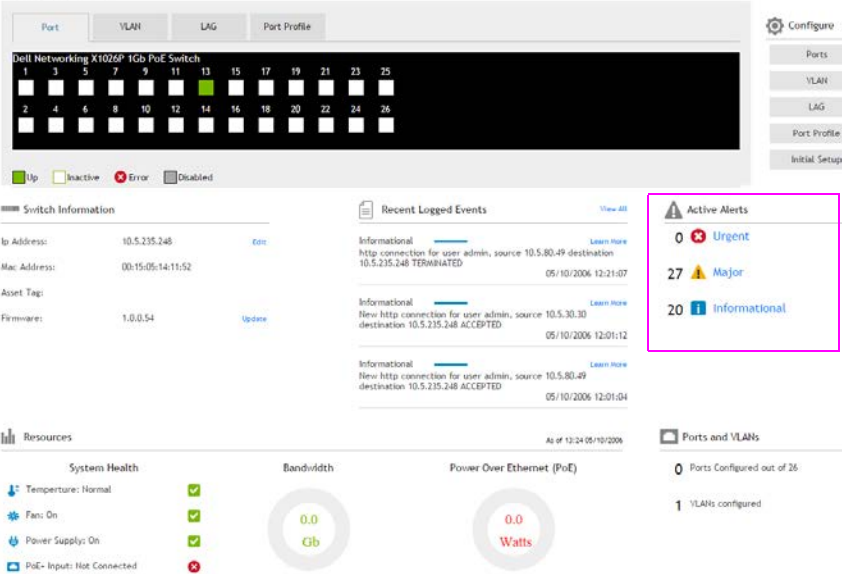 Port VLAN LAG Port Profile
Configure
Ports
VLAN
LAG
Port Profile
Initial Setup
Dell Networking X1026P 1Gb PoE Switch
1 3 5 7 9 11 13 15 17 19 21 23 25
2 4 6 8 10 12 14 16 18 20 22 24 26
Up Inactive Error Disabled
Switch Information
Ip Address: 10.5.235.248 Edit
Mac Address: 00:15:05:14:11:52
Asset Tag:
Firmware: 1.0.0.54 Update
Recent Logged Events View All
Informational Learn More
http connection for user admin, source 10.5.80.49 destination
10.5.235.248 TERMINATED
05/10/2006 12:21:07
Informational Learn More
New http connection for user admin, source 10.5.30.30
destination 10.5.235.248 ACCEPTED
05/10/2006 12:01:12
Informational Learn More
New http connection for user admin, source 10.5.80.49
destination 10.5.235.248 ACCEPTED
05/10/2006 12:01:04
Active Alerts
0 Urgent
27 Major
20 Informational
Resources As of 13:24 05/10/2006
System Health
Temperture: Normal
Fan: On
Power Supply: On
PoE+ Input: Not Connected
Bandwidth
0.0
Gb
Power Over Ethernet (PoE)
0.0
Watts
Ports and VLANs
0 Ports Configured out of 26
1 VLANs configured